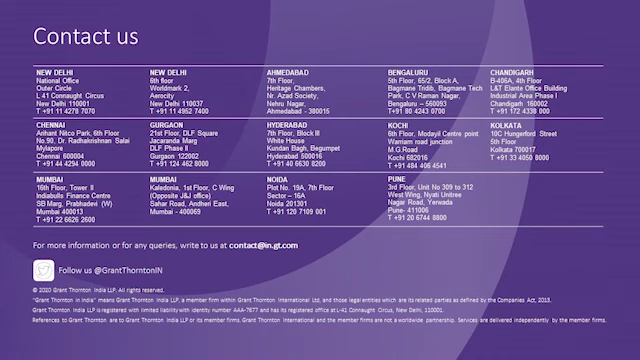 Contact us
NEW DELHI
National Office
Outer Circle
L 41 Connaught Circus
New Delhi 110001
T +91 11 4278 7070
NEW DELHI
6th floor
Worldmark 2,
Aerocity
New Delhi 110037
T +91 11 4952 7400
AHMEDABAD
7th Floor,
Heritage Chambers,
Nr. Azad Society,
Nehru Nagar,
Ahmedabad - 380015
BENGALURU
5th Floor, 65/2, Block A,
Bagmane Tridib, Bagmane Tech
Park, C V Raman Nagar,
Bengaluru – 560093
T+91 80 4243 0700
CHANDIGARH
B-406A, 4th Floor
L&T Elante Office Building
Industrial Area Phase I
Chandigarh 160002
T +91 172 4338 000
CHENNAI
Arihant Nitco Park, 6th Floor
No.90, Dr. Radhakrishnan Salai
Mylapore
Chennai 600004
T +91 44 4294 0000
GURGAON
21st Floor, DLF Square
Jacaranda Marg
DLF Phase II
Gurgaon 122002
T +91 124 462 8000
HYDERABAD
7th Floor, Block III
White House
Kundan Bagh, Begumpet
Hyderabad 500016
T +91 40 6630 8200
KOCHI
6th Floor, Modayil Centre point
Warriam road junction
M.G.Road
Kochi 682016
T +91 484 406 4541
KOLKATA
10C Hungerford Street
5th Floor
Kolkata 700017
T +91 33 4050 8000
MUMBAI
16th Floor, Tower II
Indiabulls Finance Centre
SB Marg, Prabhadevi (W)
Mumbai 400013
T +91 22 6626 2600
MUMBAI
Kaledonia, 1st Floor, C Wing
(Opposite J&J office)
Sahar Road, Andheri East,
Mumbai - 400069
NOIDA
Plot No. 19A, 7th Floor
Sector – 16A
Noida 201301
T +91 120 7109 001
PUNE
3rd Floor, Unit No 309 to 312
West Wing, Nyati Unitree
Nagar Road, Yerwada
Pune- 411006
T +91 20 6744 8800
For more information or for any queries, write to us at contact@in.gt.com
Follow us @GrantThorntonIN
© 2020 Grant Thornton India LLP. All rights reserved.
"Grant Thornton in India" means Grant Thornton India LLP, a member firm within Grant Thornton International Ltd, and those legal entities which are its related parties as defined by the Companies Act, 2013.
Grant Thornton India LLP is registered with limited liability with identity number AAA-7677 and has its registered office at L-41 Connaught Circus, New Delhi, 110001.
References to Grant Thornton are to Grant Thornton India LLP or its member firms. Grant Thornton International and the member firms are not a worldwide partnership. Services are delivered independently by the member firms.